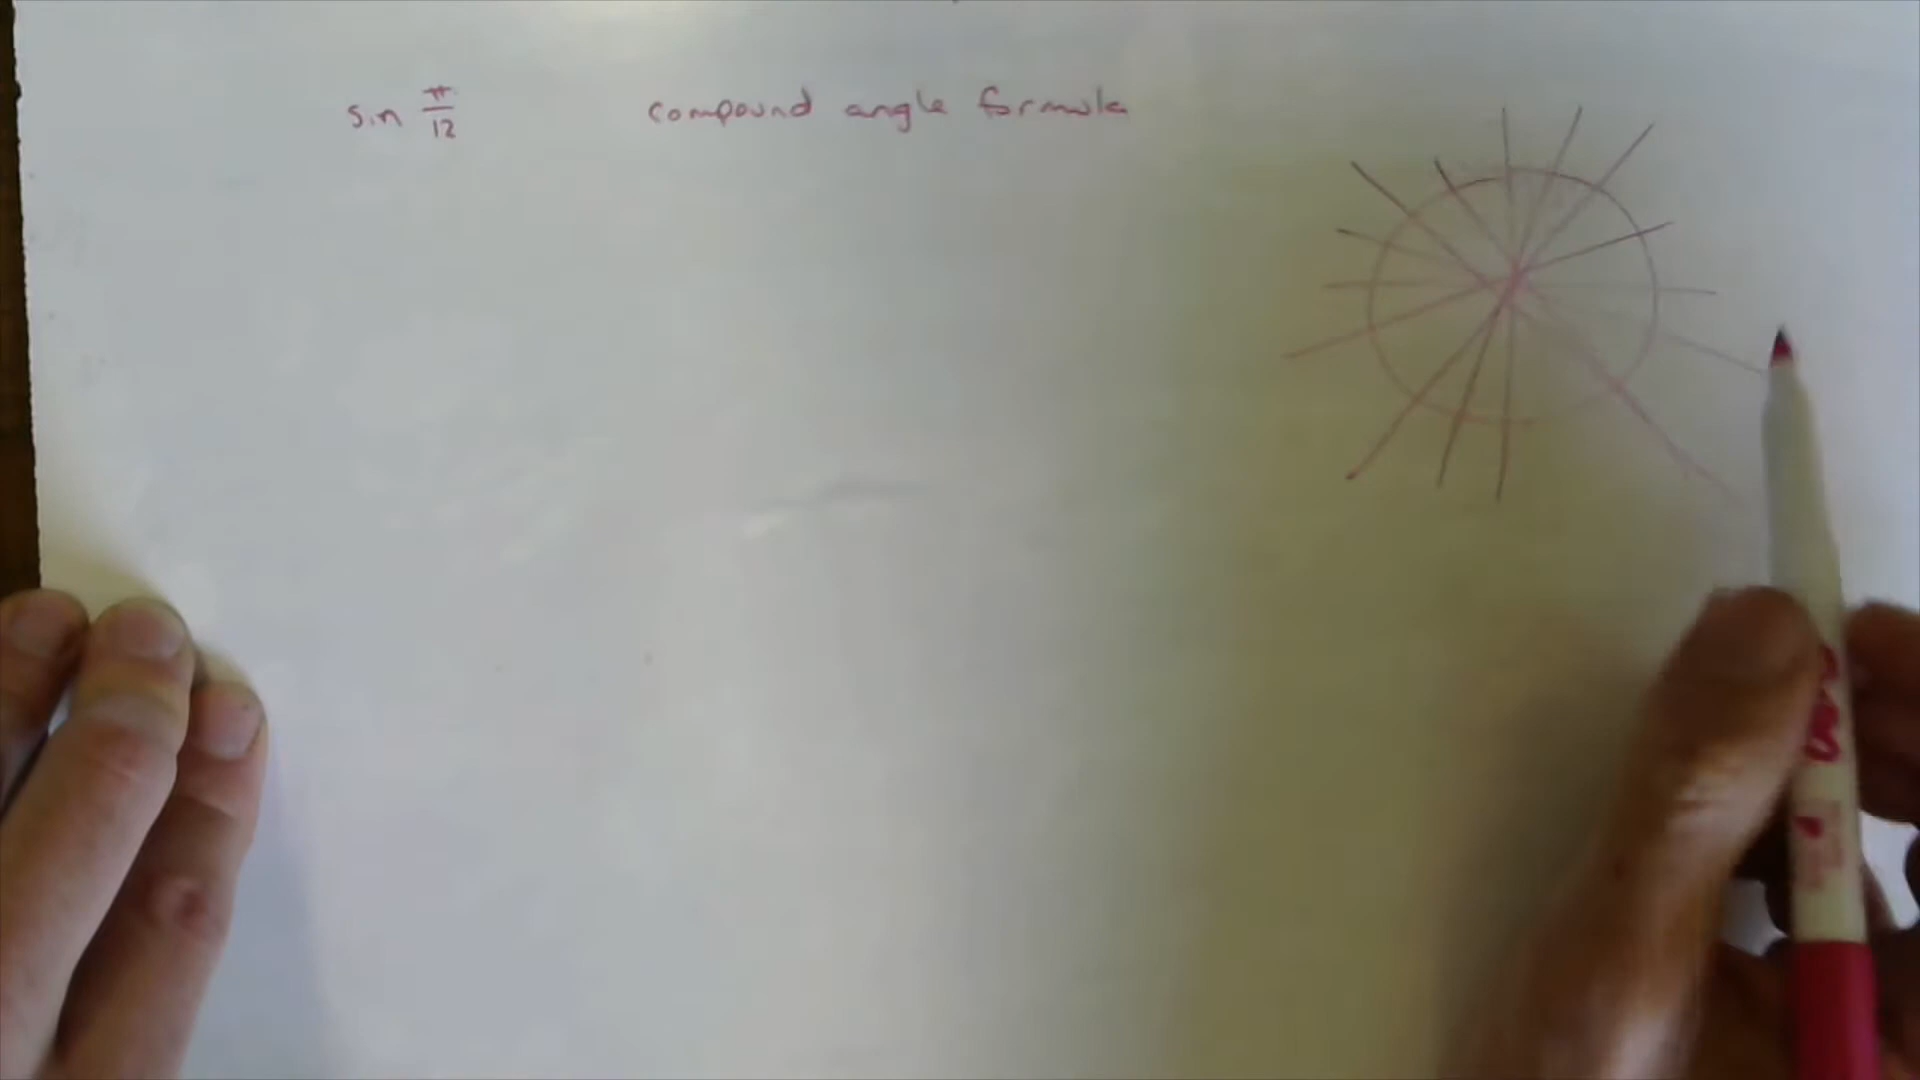 sin π/12 compound angle formula